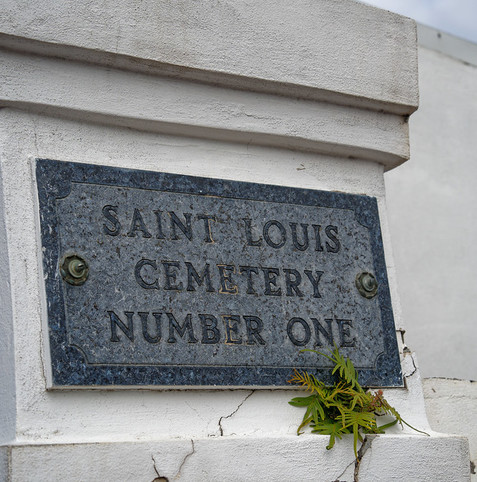 SAINT LOUIS
CEMETERY
NUMBER ONE